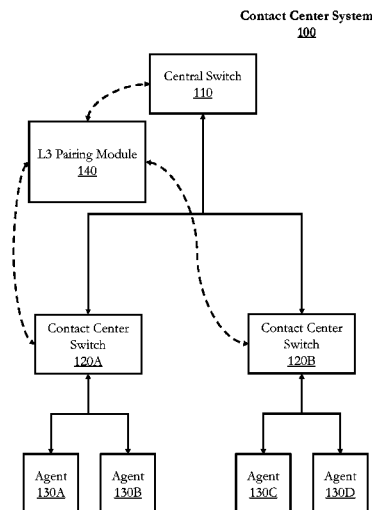 Contact Center System
100
Central Switch
110
L3 Pairing Module
140
Contact Center
Switch
120A
Contact Center
Switch
120B
Agent
130A
Agent
130B
Agent
130C
Agent
130D